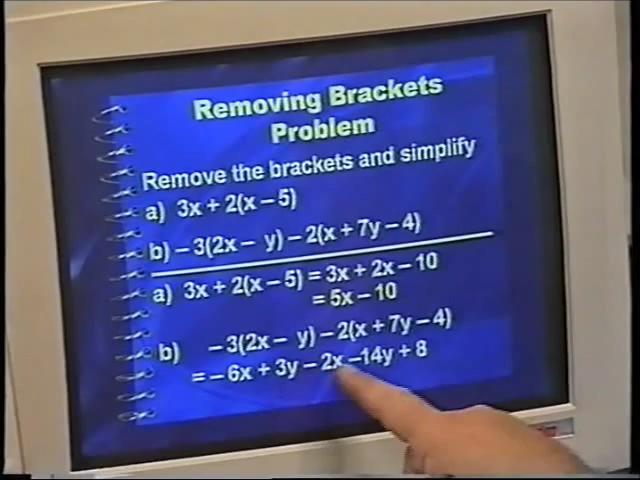 Removing Brackets
Problem
Remove the brackets and simplify
a) 3x + 2(x – 5)
b) – 3(2x – y) – 2(x + 7y – 4)
a) 3x + 2(x – 5) = 3x + 2x – 10
= 5x – 10
b) – 3(2x – y) – 2(x + 7y – 4)
= – 6x + 3y – 2x –14y + 8